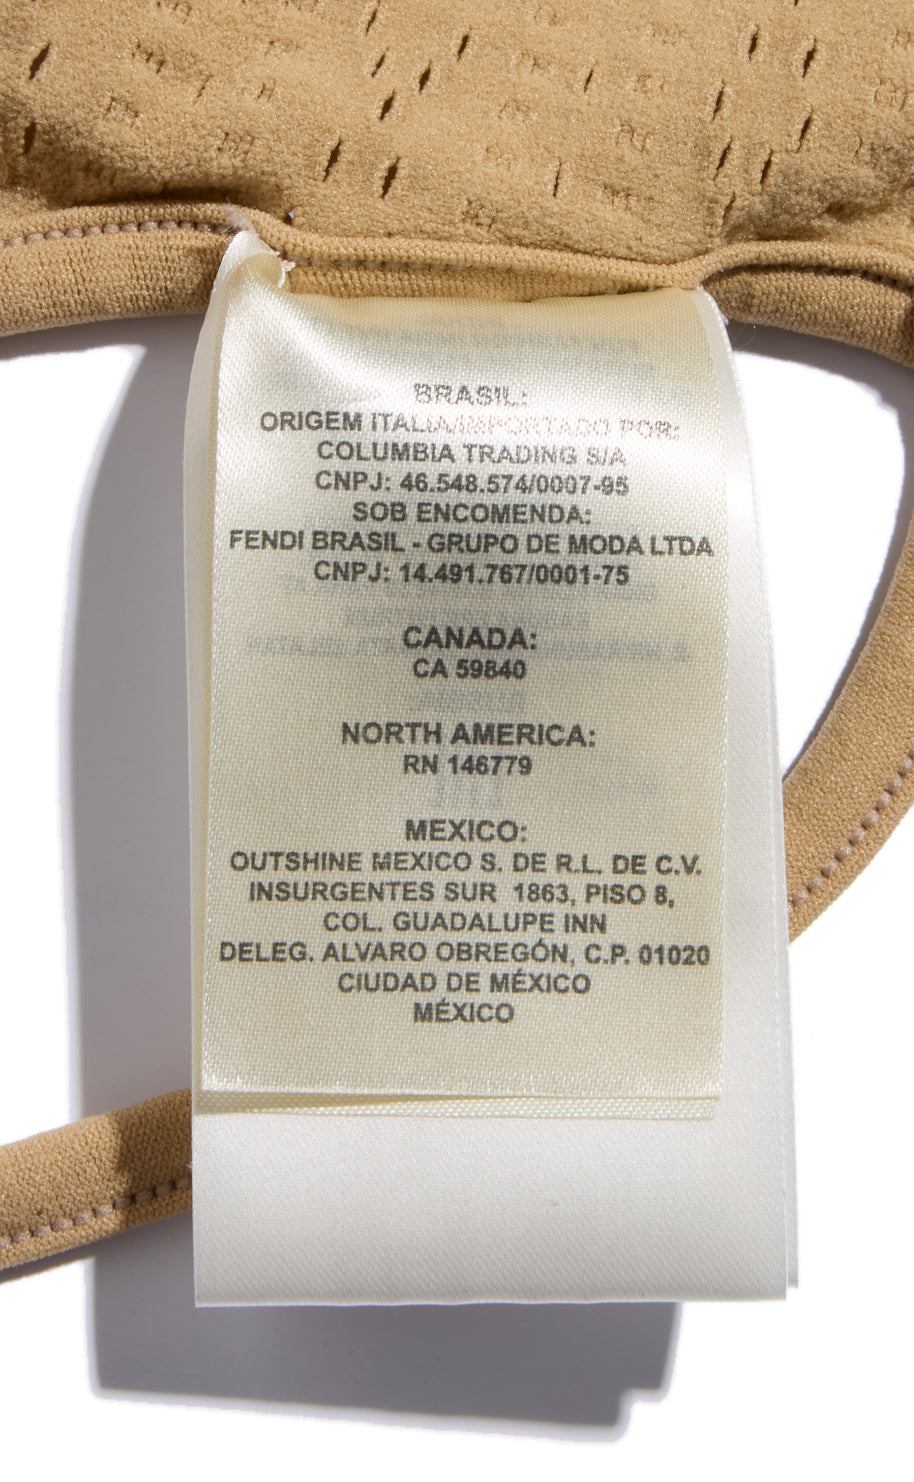 BRASIL:
ORIGEM ITALIA/IMPORTADO POR:
COLUMBIA TRADING S/A
CNPJ: 46.548.574/0007-95
SOB ENCOMENDA:
FENDI BRASIL - GRUPO DE MODA LTDA
CNPJ: 14.491.767/0001-75
CANADA:
CA 59840
NORTH AMERICA:
RN 146779
MEXICO:
OUTSHINE MEXICO S. DE R.L. DE C.V.
INSURGENTES SUR 1863, PISO 8,
COL. GUADALUPE INN
DELEG. ALVARO OBREGÓN, C.P. 01020
CIUDAD DE MÉXICO
MÉXICO